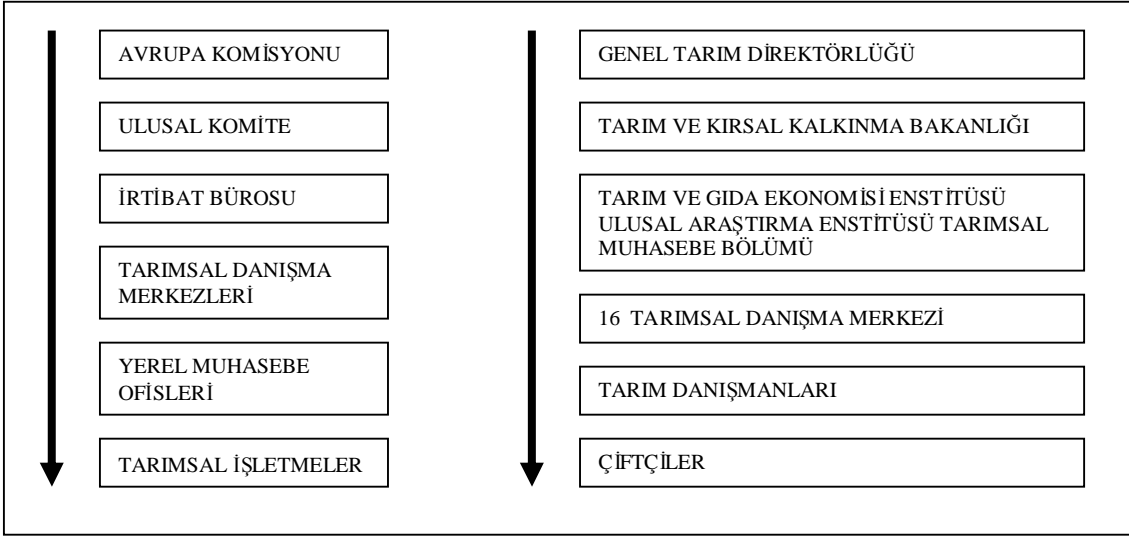 AVRUPA KOMİSYONU
ULUSAL KOMİTE
İRTİBAT BÜROSU
TARIMSAL DANIŞMA
MERKEZLERİ
YEREL MUHASEBE
OFİSLERİ
TARIMSAL İŞLETMELER
GENEL TARIM DİREKTÖRLÜĞÜ
TARIM VE KIRSAL KALKINMA BAKANLIĞI
TARIM VE GIDA EKONOMİSİ ENSTİTÜSÜ
ULUSAL ARAŞTIRMA ENSTİTÜSÜ TARIMSAL
MUHASEBE BÖLÜMÜ
16 TARIMSAL DANIŞMA MERKEZİ
TARIM DANIŞMANLARI
ÇİFTÇİLER